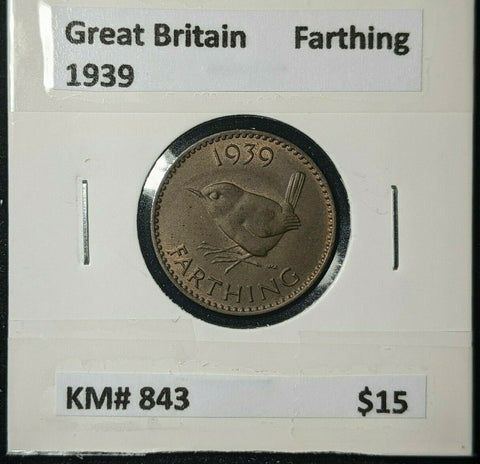 Great Britain Farthing
1939
1939
FARTHING
KM# 843 $15